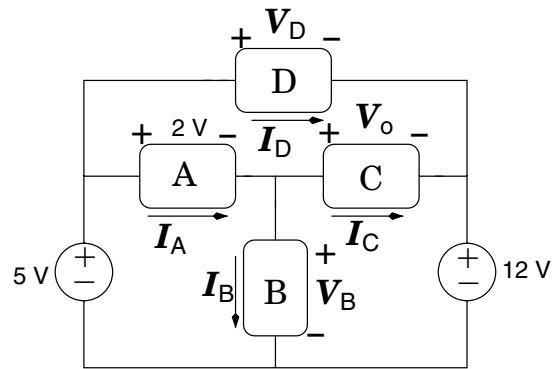 + V_D −
D
I_D
+ 2 V −
A
I_A
+ V_o −
C
I_C
5 V
+
−
I_B
B
+
V_B
−
+
−
12 V